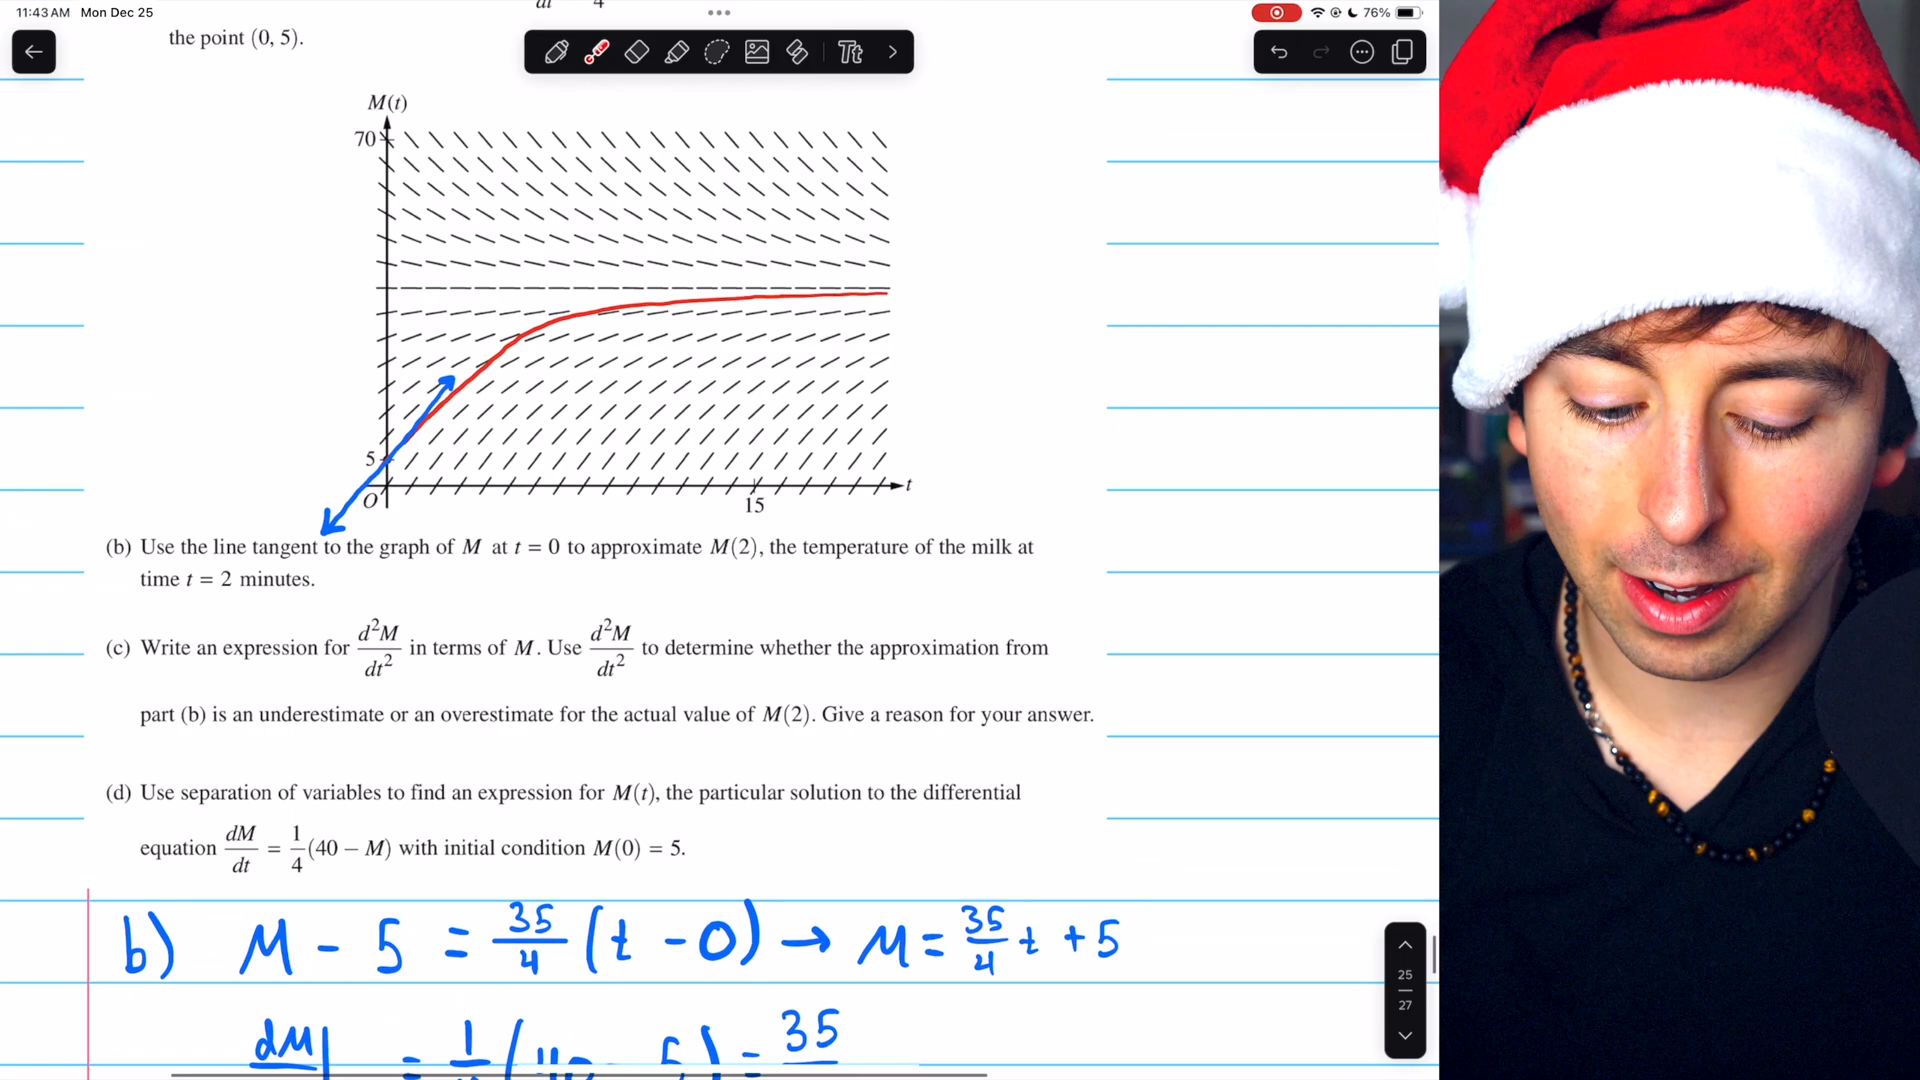 11:43 AM Mon Dec 25
76%
the point (0, 5).
Tt
M(t)
70
5
O
15
t
(b) Use the line tangent to the graph of M at t = 0 to approximate M(2), the temperature of the milk at
time t = 2 minutes.
(c) Write an expression for d²M/dt² in terms of M. Use d²M/dt² to determine whether the approximation from
part (b) is an underestimate or an overestimate for the actual value of M(2). Give a reason for your answer.
(d) Use separation of variables to find an expression for M(t), the particular solution to the differential
equation dM/dt = 1/4(40 – M) with initial condition M(0) = 5.
b) M - 5 = 35/4 (t - 0) → M = 35/4 t + 5
25
27